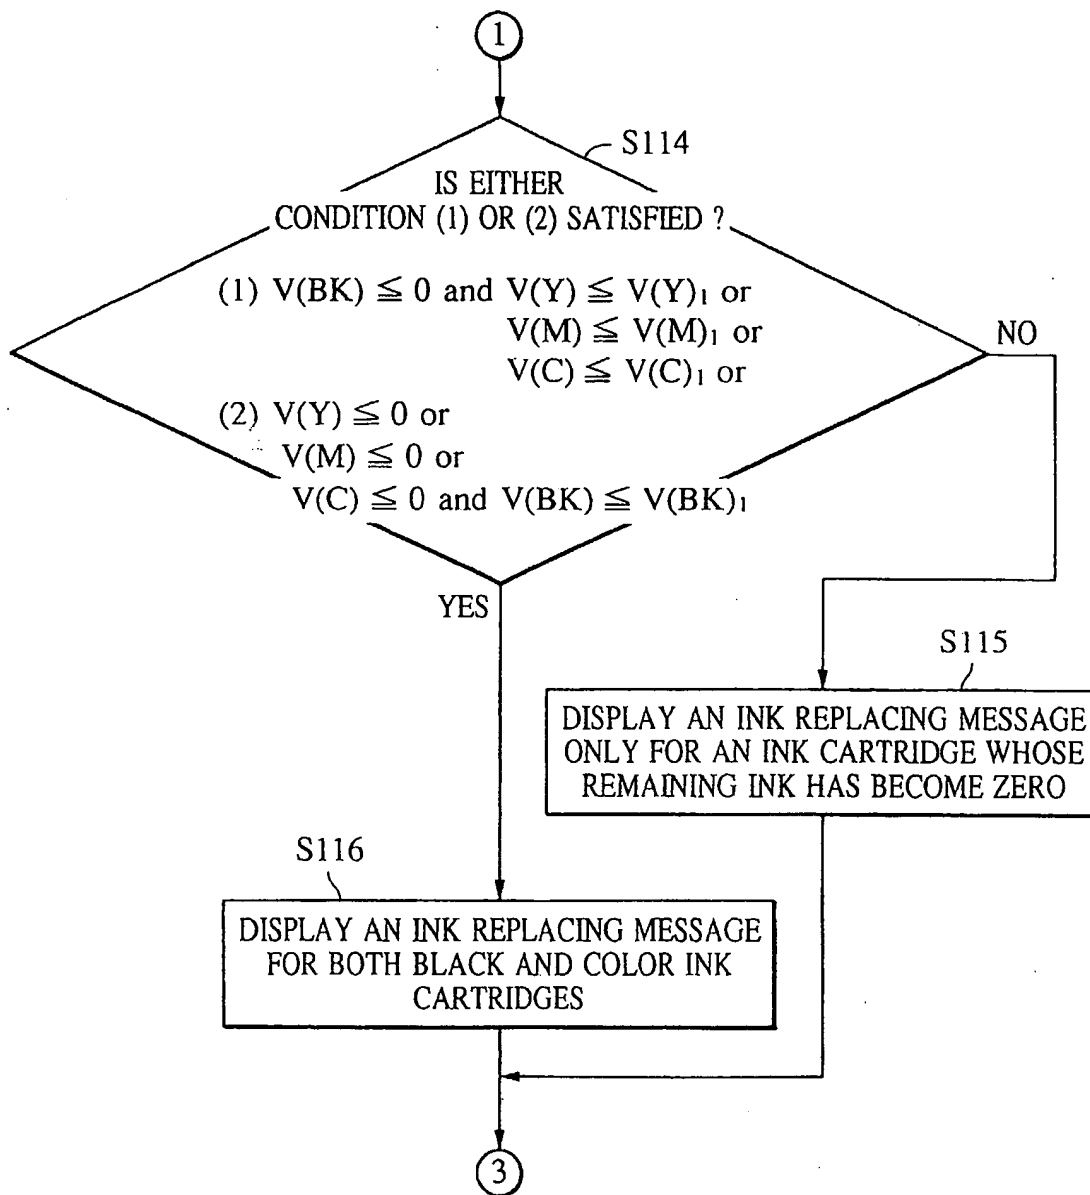 1
S114
IS EITHER
CONDITION (1) OR (2) SATISFIED ?
(1) V(BK) ≦ 0 and V(Y) ≦ V(Y)₁ or
V(M) ≦ V(M)₁ or
V(C) ≦ V(C)₁ or
NO
(2) V(Y) ≦ 0 or
V(M) ≦ 0 or
V(C) ≦ 0 and V(BK) ≦ V(BK)₁
YES
S115
DISPLAY AN INK REPLACING MESSAGE
ONLY FOR AN INK CARTRIDGE WHOSE
REMAINING INK HAS BECOME ZERO
S116
DISPLAY AN INK REPLACING MESSAGE
FOR BOTH BLACK AND COLOR INK
CARTRIDGES
3